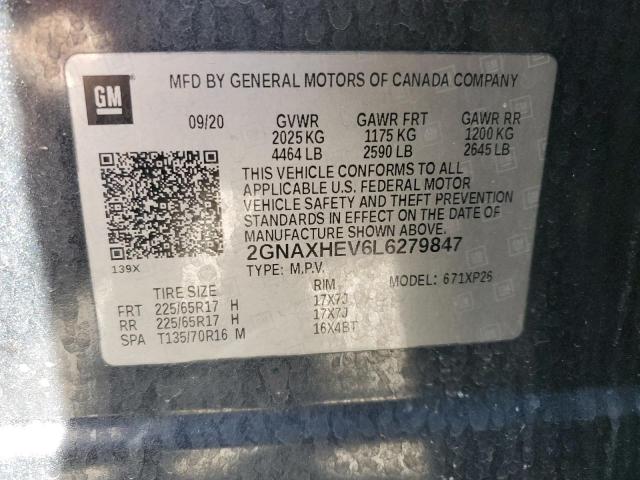 GM
MFD BY GENERAL MOTORS OF CANADA COMPANY
09/20 GVWR GAWR FRT GAWR RR
2025 KG 1175 KG 1200 KG
4464 LB 2590 LB 2645 LB
THIS VEHICLE CONFORMS TO ALL
APPLICABLE U.S. FEDERAL MOTOR
VEHICLE SAFETY AND THEFT PREVENTION
STANDARDS IN EFFECT ON THE DATE OF
MANUFACTURE SHOWN ABOVE.
2GNAXHEV6L6279847
139X TYPE: M.P.V. MODEL: 671XP26
TIRE SIZE RIM
FRT 225/65R17 H 17X7J
RR 225/65R17 H 17X7J
SPA T135/70R16 M 16X4BT